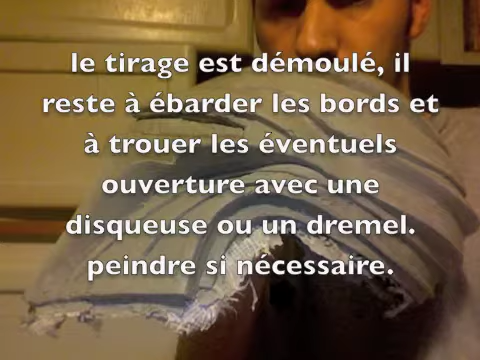 le tirage est démoulé, il
reste à ébarder les bords et
à trouer les éventuels
ouverture avec une
disqueuse ou un dremel.
peindre si nécessaire.